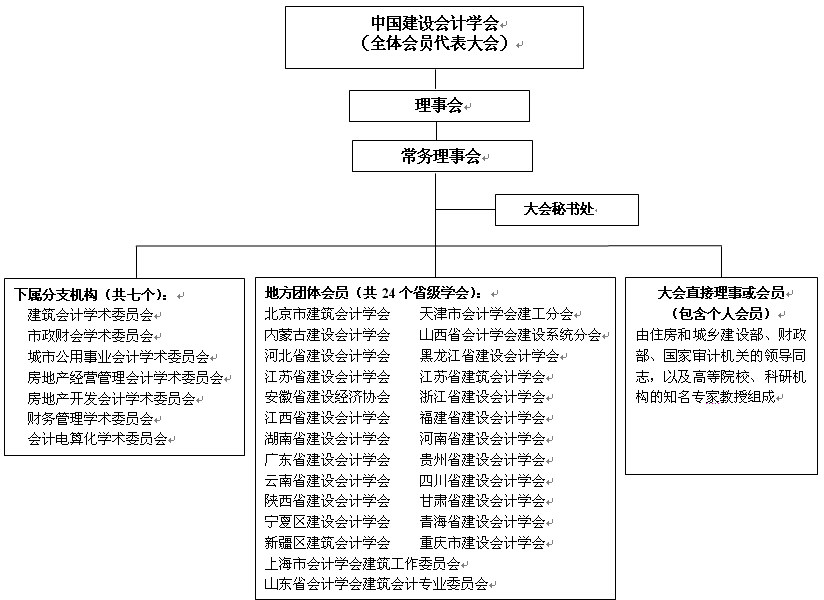 中国建设会计学会
（全体会员代表大会）
理事会
常务理事会
大会秘书处
下属分支机构（共七个）：
建筑会计学术委员会
市政财会学术委员会
城市公用事业会计学术委员会
房地产经营管理会计学术委员会
房地产开发会计学术委员会
财务管理学术委员会
会计电算化学术委员会
地方团体会员（共 24 个省级学会）：
北京市建筑会计学会 天津市会计学会建工分会
内蒙古建设会计学会 山西省会计学会建设系统分会
河北省建设会计学会 黑龙江省建设会计学会
江苏省建设会计学会 江苏省建筑会计学会
安徽省建设经济协会 浙江省建设会计学会
江西省建设会计学会 福建省建设会计学会
湖南省建设会计学会 河南省建设会计学会
广东省建设会计学会 贵州省建设会计学会
云南省建设会计学会 四川省建设会计学会
陕西省建设会计学会 甘肃省建设会计学会
宁夏区建设会计学会 青海省建设会计学会
新疆区建筑会计学会 重庆市建设会计学会
上海市会计学会建筑工作委员会
山东省会计学会建筑会计专业委员会
大会直接理事或会员
（包含个人会员）
由住房和城乡建设部、财政
部、国家审计机关的领导同
志，以及高等院校、科研机
构的知名专家教授组成